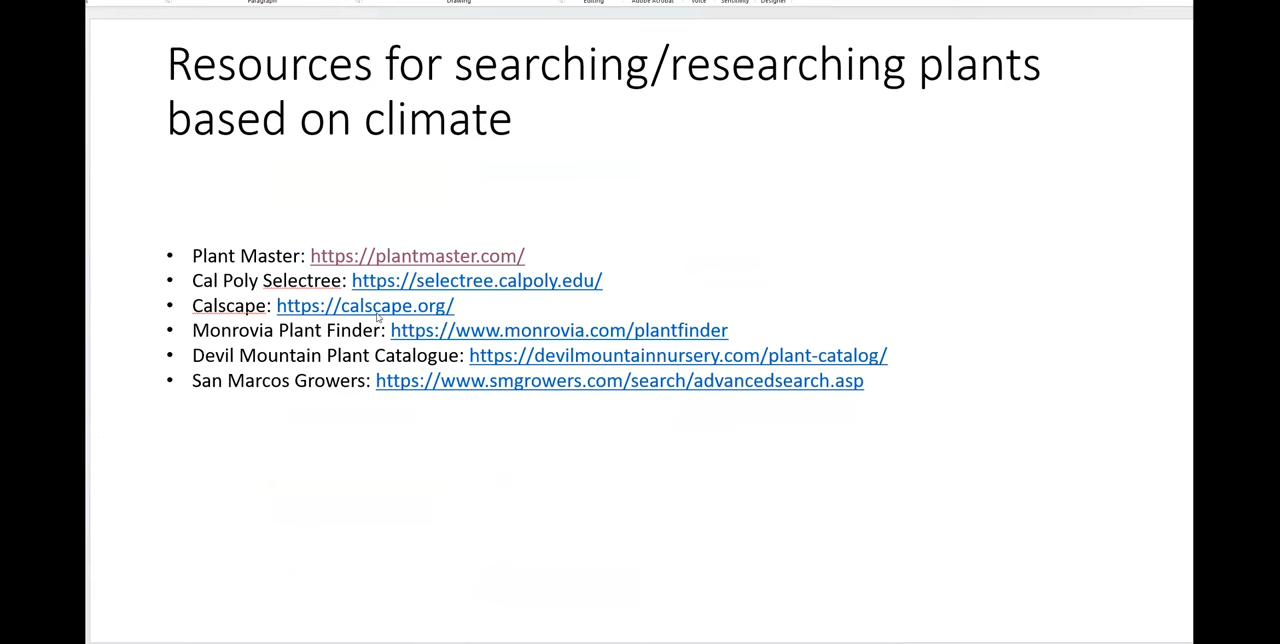 Paragraph Drawing Editing Adobe Acrobat Voice Sensitivity Designer
Resources for searching/researching plants
based on climate
• Plant Master: https://plantmaster.com/
• Cal Poly Selectree: https://selectree.calpoly.edu/
• Calscape: https://calscape.org/
• Monrovia Plant Finder: https://www.monrovia.com/plantfinder
• Devil Mountain Plant Catalogue: https://devilmountainnursery.com/plant-catalog/
• San Marcos Growers: https://www.smgrowers.com/search/advancedsearch.asp